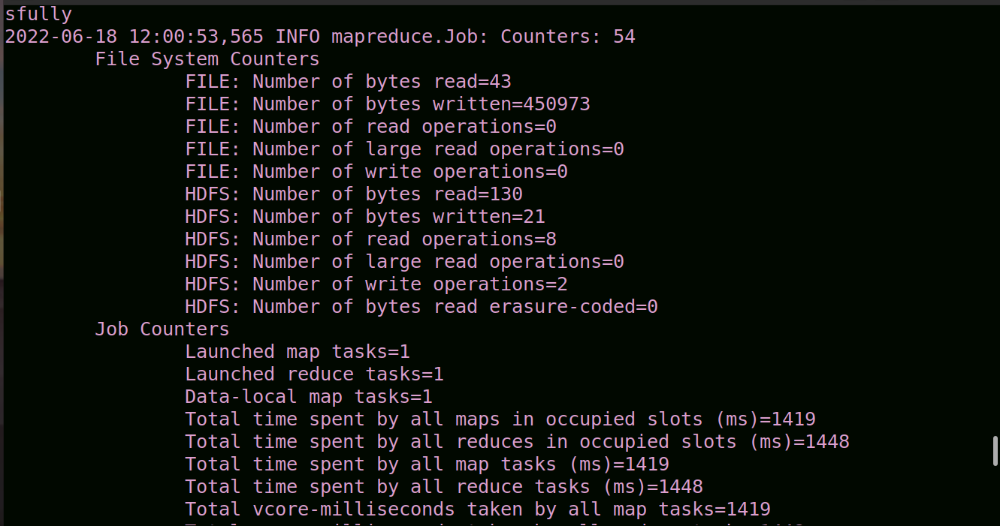 sfully
2022-06-18 12:00:53,565 INFO mapreduce.Job: Counters: 54
File System Counters
FILE: Number of bytes read=43
FILE: Number of bytes written=450973
FILE: Number of read operations=0
FILE: Number of large read operations=0
FILE: Number of write operations=0
HDFS: Number of bytes read=130
HDFS: Number of bytes written=21
HDFS: Number of read operations=8
HDFS: Number of large read operations=0
HDFS: Number of write operations=2
HDFS: Number of bytes read erasure-coded=0
Job Counters
Launched map tasks=1
Launched reduce tasks=1
Data-local map tasks=1
Total time spent by all maps in occupied slots (ms)=1419
Total time spent by all reduces in occupied slots (ms)=1448
Total time spent by all map tasks (ms)=1419
Total time spent by all reduce tasks (ms)=1448
Total vcore-milliseconds taken by all map tasks=1419